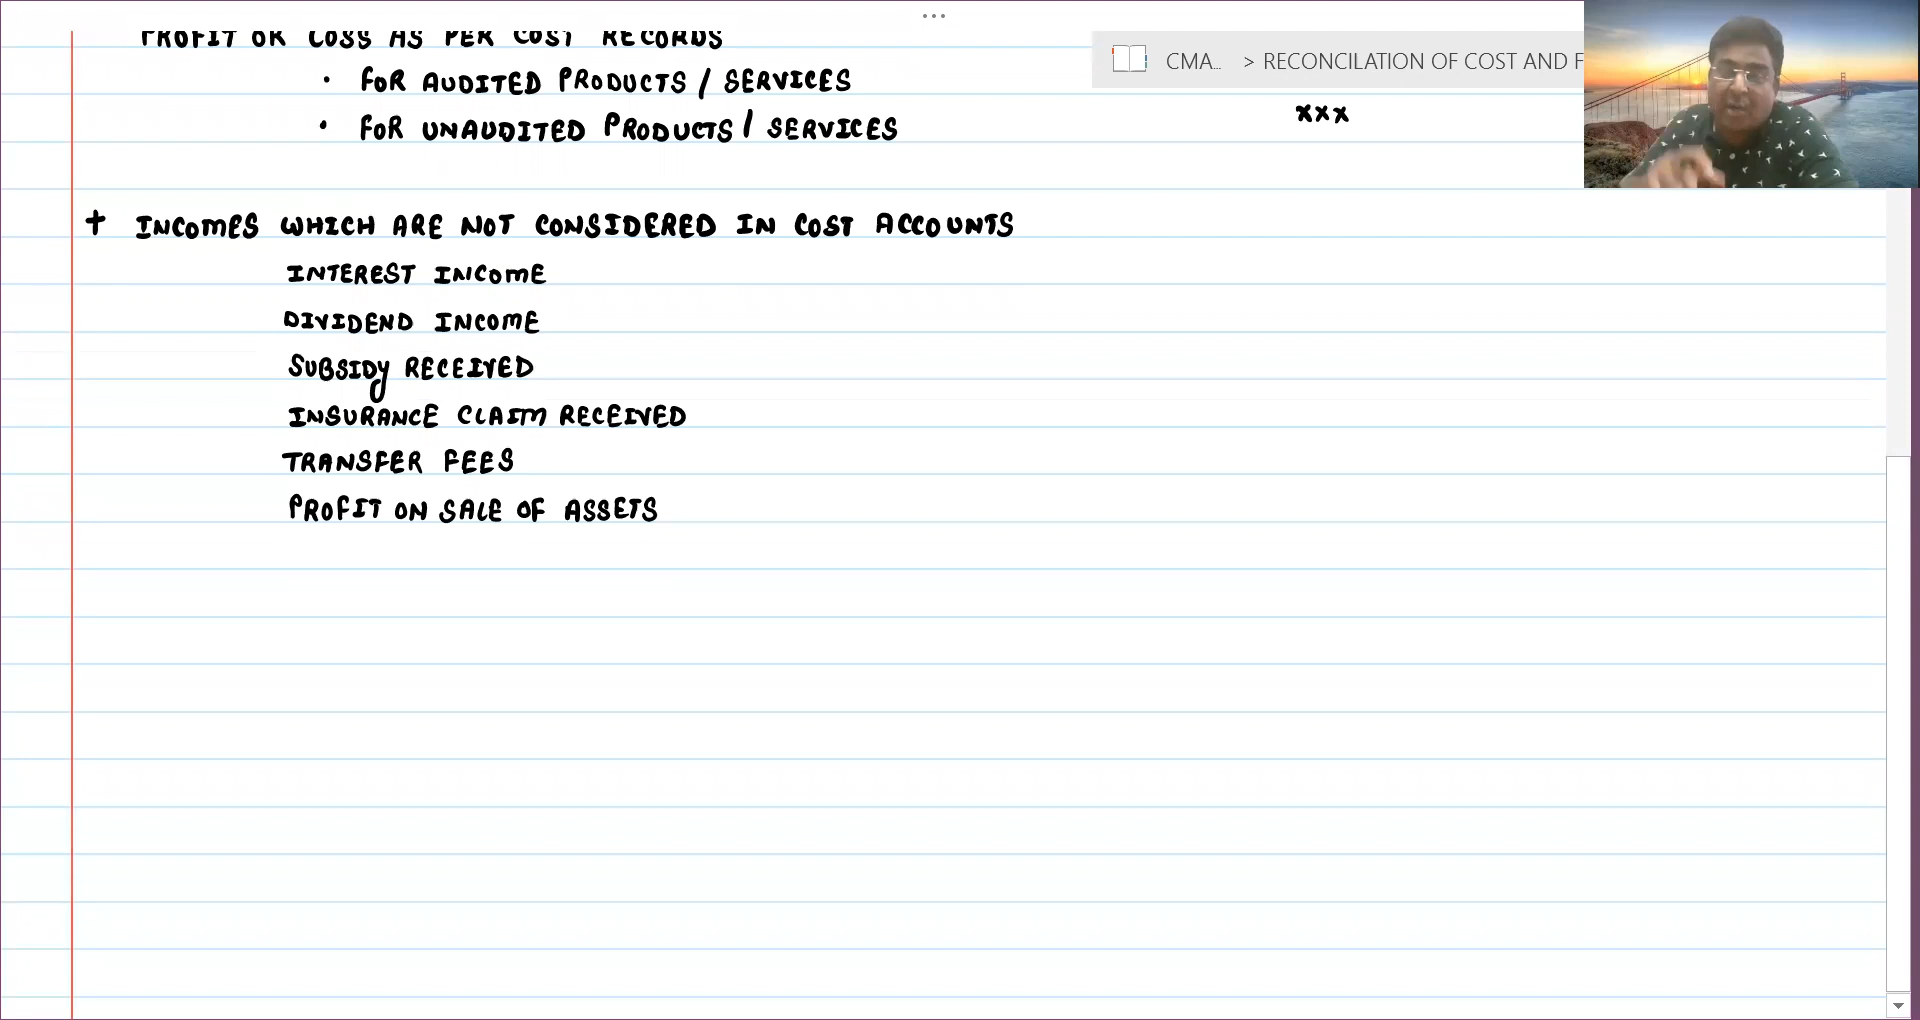 PROFIT OR LOSS AS PER COST RECORDS
• FOR AUDITED PRODUCTS / SERVICES
CMA... > RECONCILATION OF COST AND F
• FOR UNAUDITED PRODUCTS / SERVICES
xxx
+ INCOMES WHICH ARE NOT CONSIDERED IN COST ACCOUNTS
INTEREST INCOME
DIVIDEND INCOME
SUBSIDY RECEIVED
INSURANCE CLAIM RECEIVED
TRANSFER FEES
PROFIT ON SALE OF ASSETS